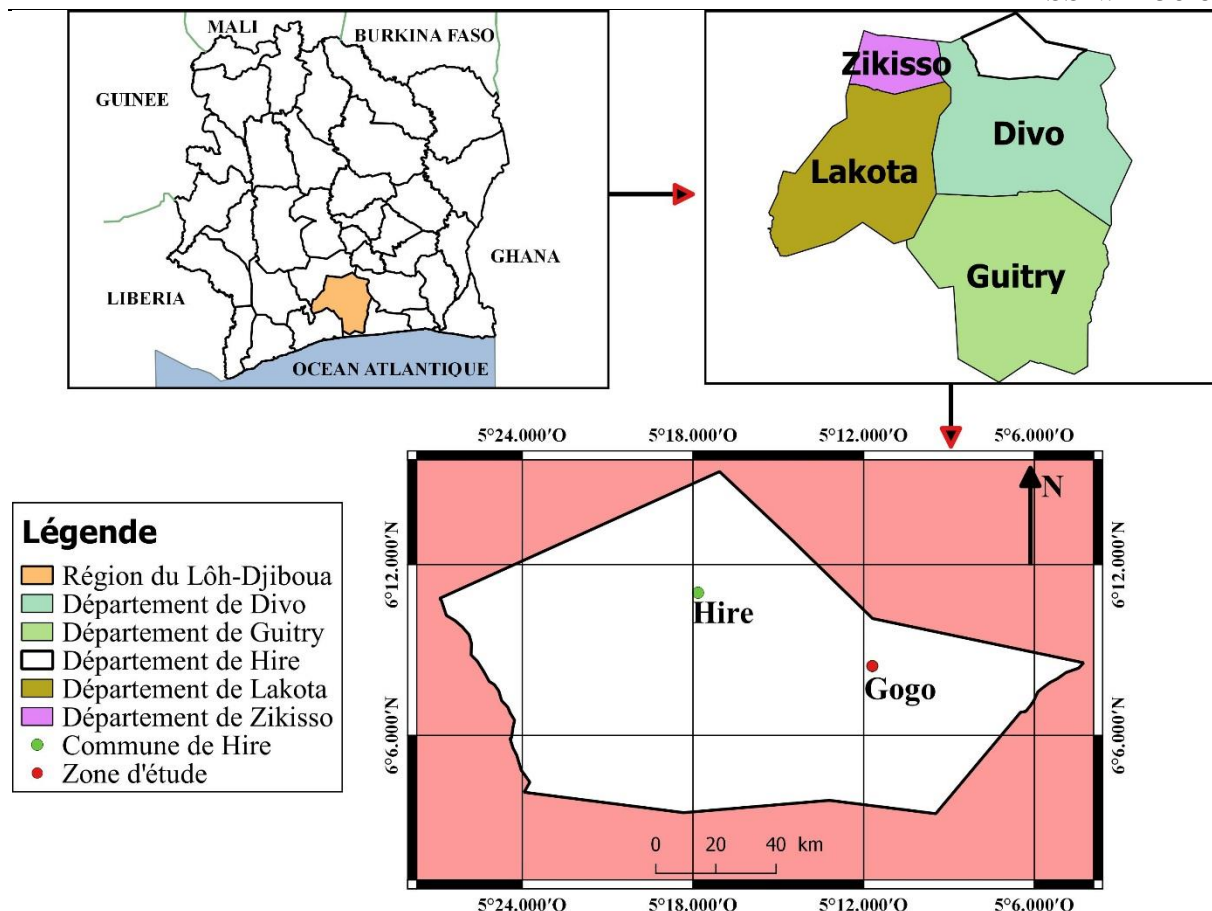 MALI
BURKINA FASO
GUINEE
GHANA
LIBERIA
OCEAN ATLANTIQUE
Zikisso
Divo
Lakota
Guitry
5°24.000'O 5°18.000'O 5°12.000'O 5°6.000'O
N
6°12.000'N 6°12.000'N
Hire
Gogo
6°6.000'N 6°6.000'N
0 20 40 km
5°24.000'O 5°18.000'O 5°12.000'O 5°6.000'O
Légende
Région du Lôh-Djiboua
Département de Divo
Département de Guitry
Département de Hire
Département de Lakota
Département de Zikisso
Commune de Hire
Zone d'étude